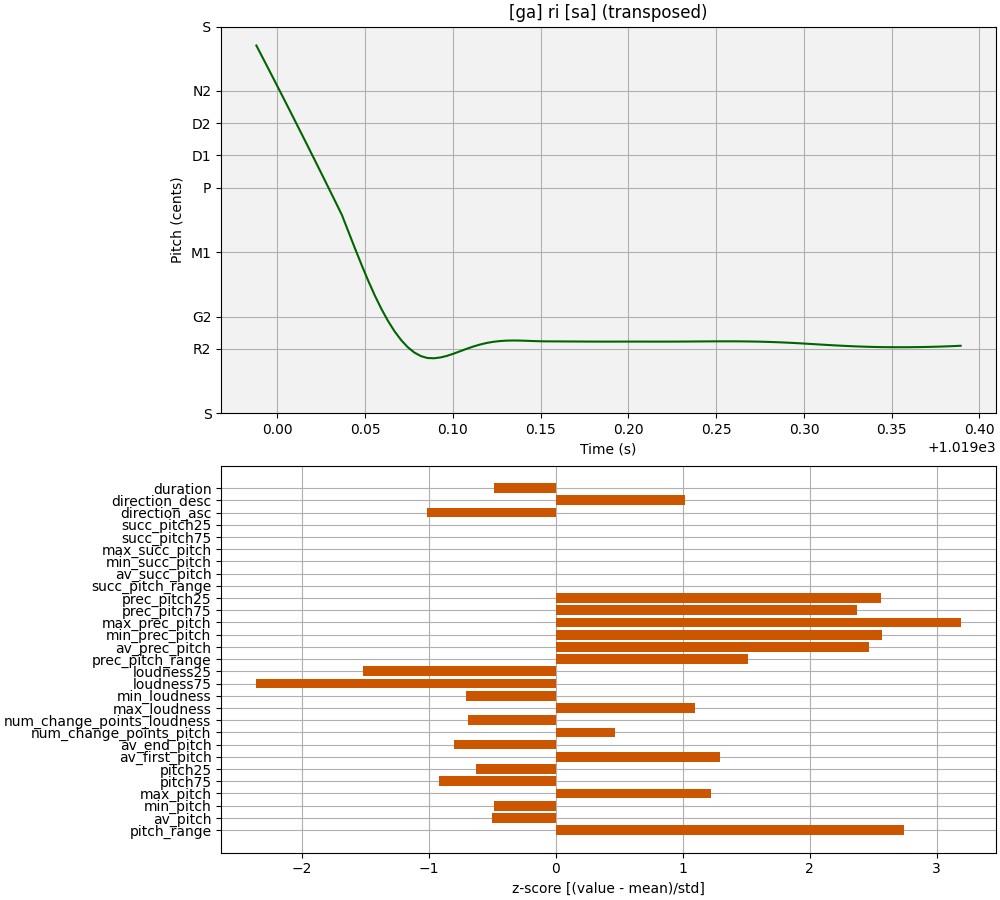 [ga] ri [sa] (transposed)
S
N2
D2
D1
P
M1
G2
R2
S
Pitch (cents)
0.00 0.05 0.10 0.15 0.20 0.25 0.30 0.35 0.40
Time (s)
+1.019e3
duration
direction_desc
direction_asc
succ_pitch25
succ_pitch75
max_succ_pitch
min_succ_pitch
av_succ_pitch
succ_pitch_range
prec_pitch25
prec_pitch75
max_prec_pitch
min_prec_pitch
av_prec_pitch
prec_pitch_range
loudness25
loudness75
min_loudness
max_loudness
num_change_points_loudness
num_change_points_pitch
av_end_pitch
av_first_pitch
pitch25
pitch75
max_pitch
min_pitch
av_pitch
pitch_range
−2 −1 0 1 2 3
z-score [(value - mean)/std]